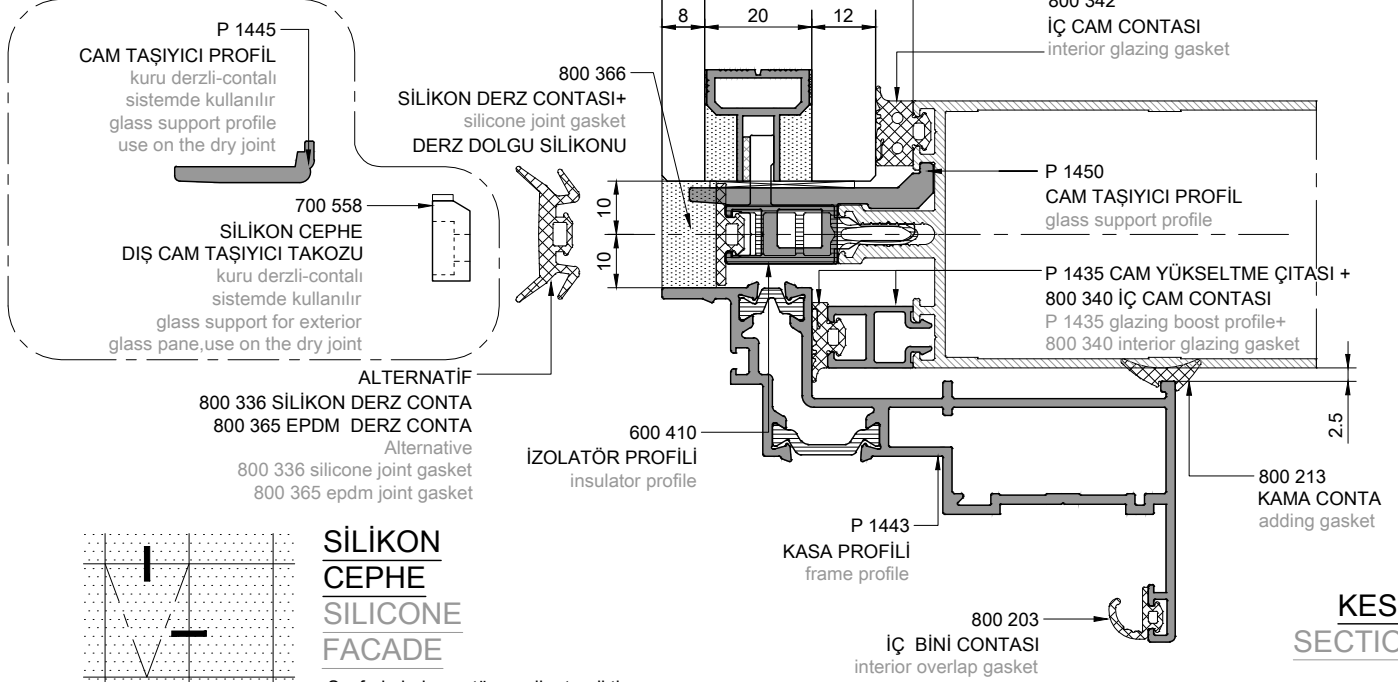 P 1445
CAM TAŞIYICI PROFİL
kuru derzli-contalı
sistemde kullanılır
glass support profile
use on the dry joint
700 558
SİLİKON CEPHE
DIŞ CAM TAŞIYICI TAKOZU
kuru derzli-contalı
sistemde kullanılır
glass support for exterior
glass pane,use on the dry joint
ALTERNATİF
800 336 SİLİKON DERZ CONTA
800 365 EPDM DERZ CONTA
Alternative
800 336 silicone joint gasket
800 365 epdm joint gasket
800 366
SİLİKON DERZ CONTASI+
silicone joint gasket
DERZ DOLGU SİLİKONU
8
20
12
10
10
800 342
İÇ CAM CONTASI
interior glazing gasket
P 1450
CAM TAŞIYICI PROFİL
glass support profile
P 1435 CAM YÜKSELTME ÇITASI +
800 340 İÇ CAM CONTASI
P 1435 glazing boost profile+
800 340 interior glazing gasket
2.5
600 410
İZOLATÖR PROFİLİ
insulator profile
800 213
KAMA CONTA
adding gasket
P 1443
KASA PROFİLİ
frame profile
800 203
İÇ BİNİ CONTASI
interior overlap gasket
SİLİKON
CEPHE
SILICONE
FACADE
KES
SECTIO